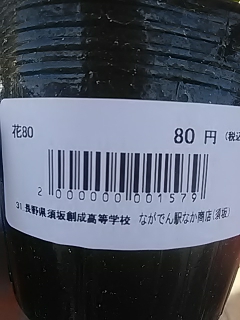 花80 80 円 (税込
2 000000 001579
31.長野県須坂創成高等学校 ながでん駅なか商店(須坂)